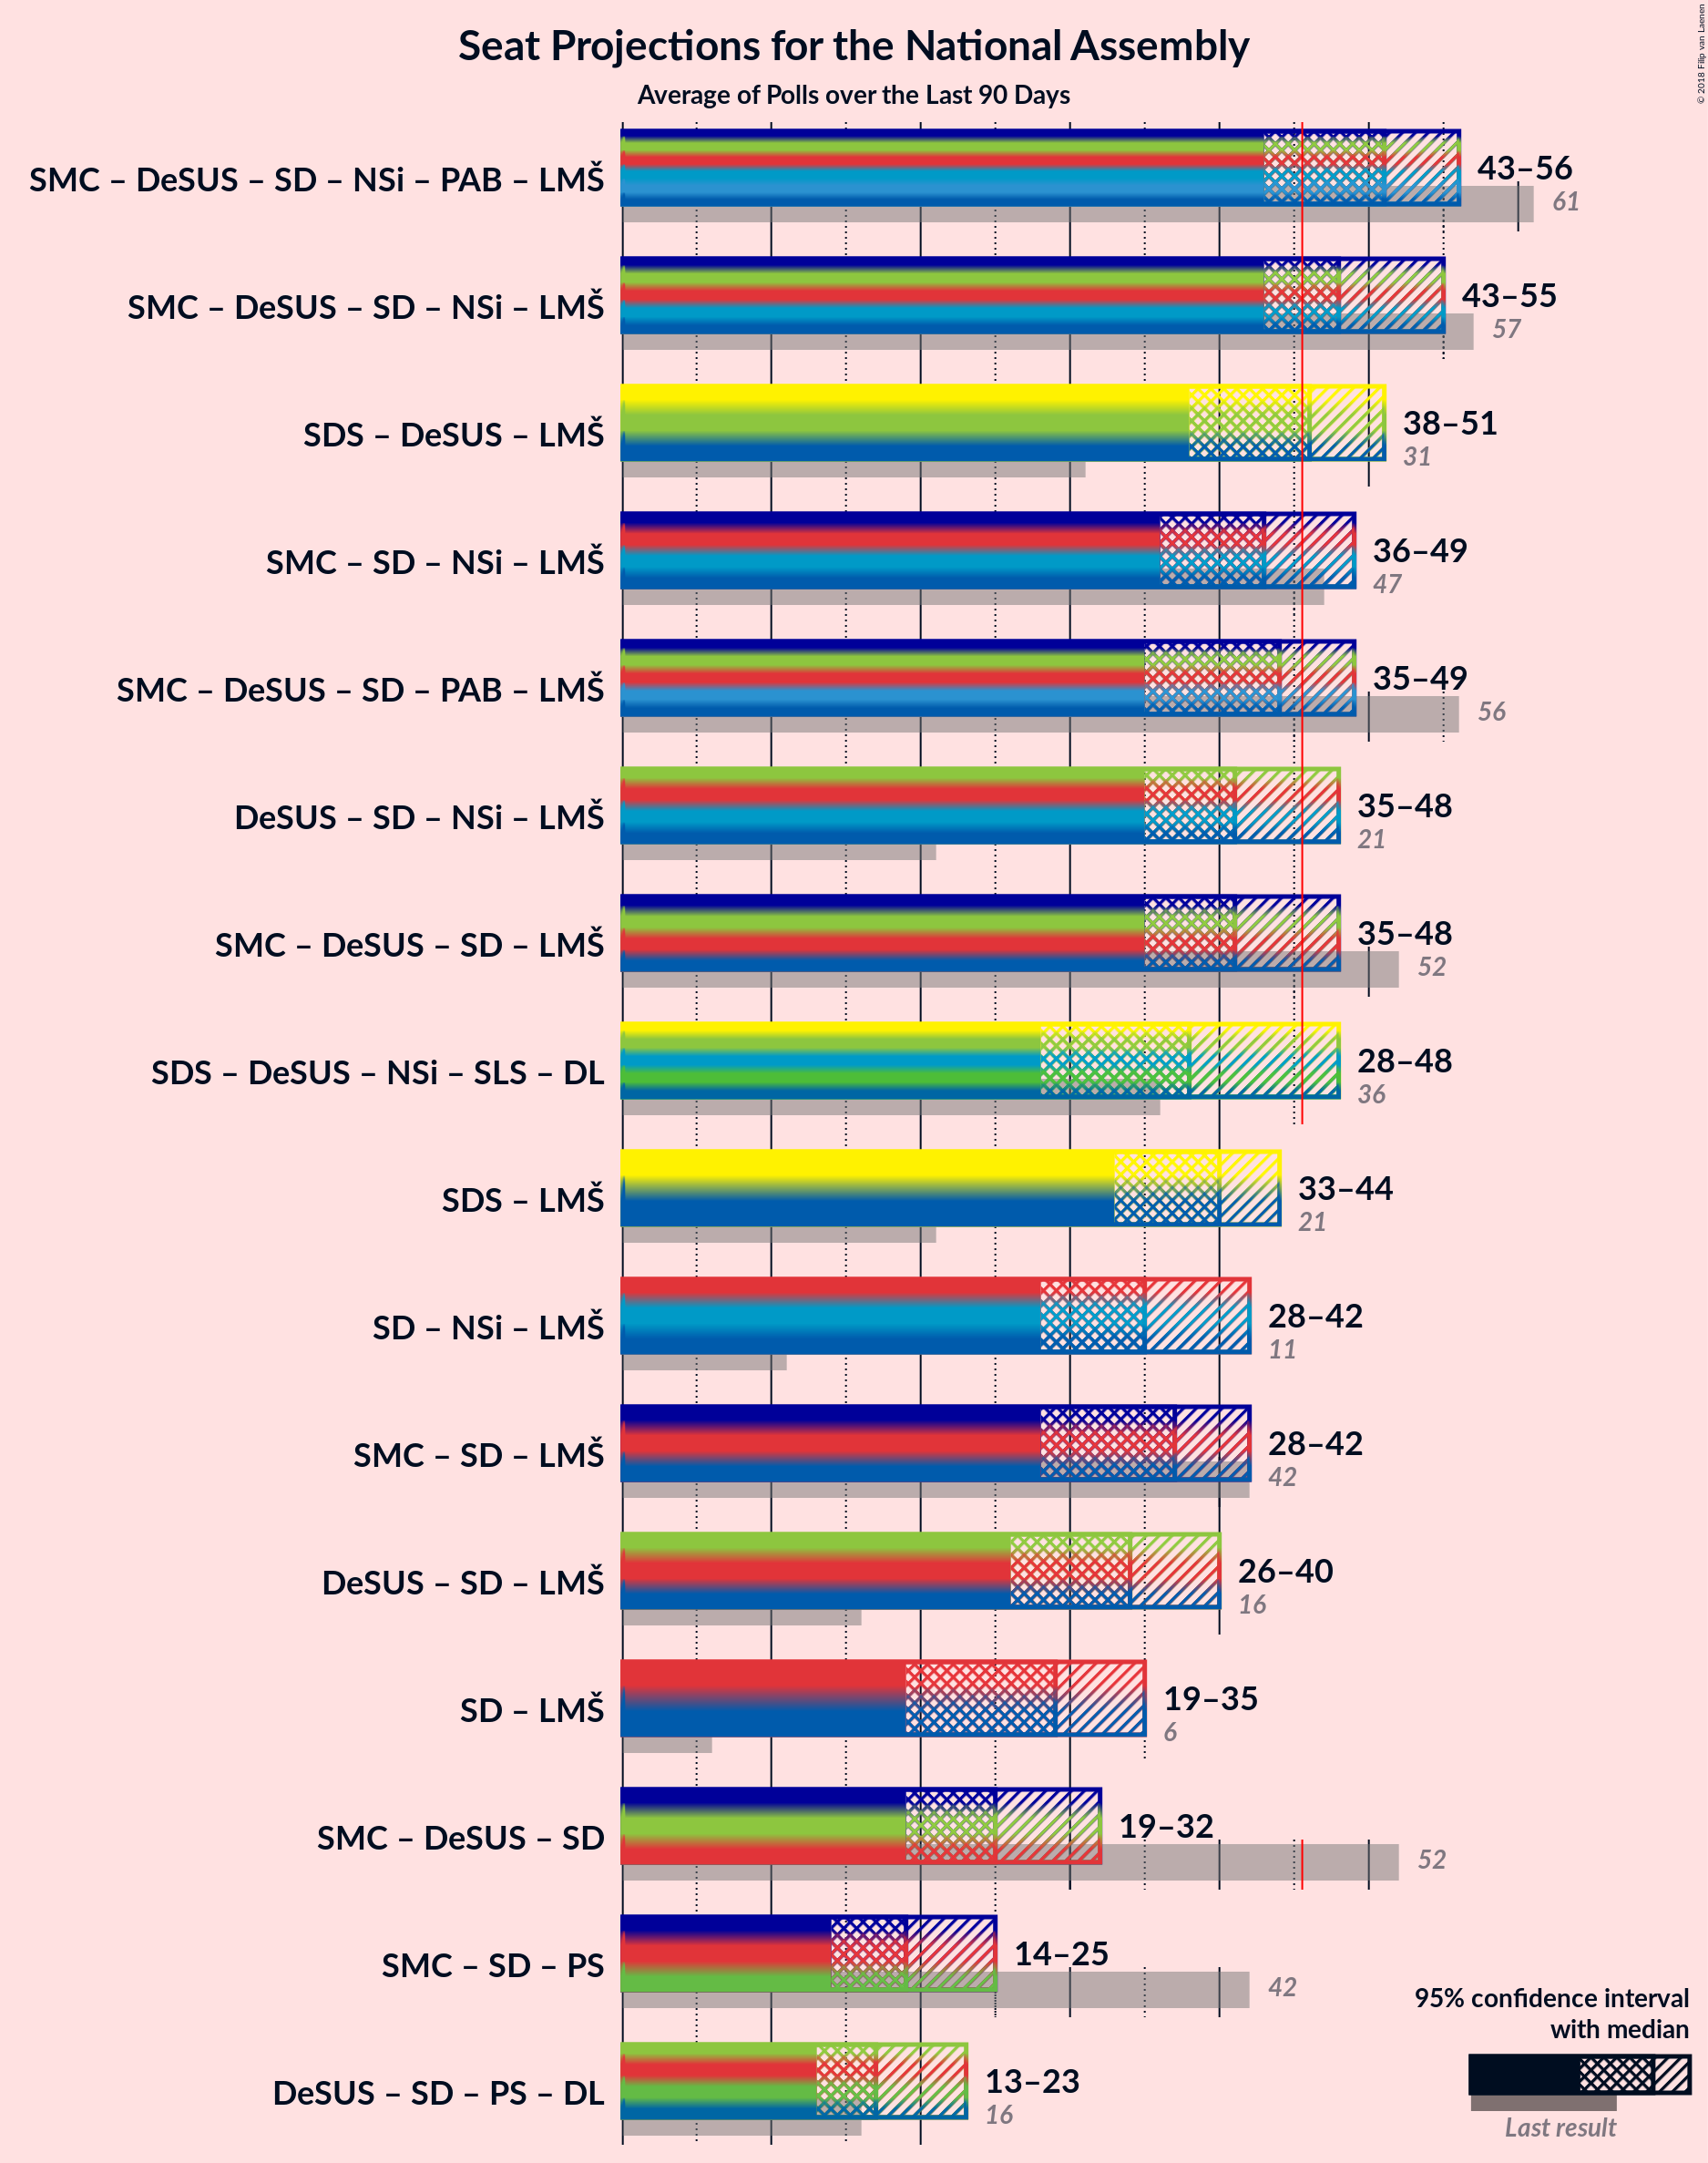 © 2018 Filip van Laenen
Seat Projections for the National Assembly
Average of Polls over the Last 90 Days
SMC – DeSUS – SD – NSi – PAB – LMŠ
43–56
61
SMC – DeSUS – SD – NSi – LMŠ
43–55
57
SDS – DeSUS – LMŠ
38–51
31
SMC – SD – NSi – LMŠ
36–49
47
SMC – DeSUS – SD – PAB – LMŠ
35–49
56
DeSUS – SD – NSi – LMŠ
35–48
21
SMC – DeSUS – SD – LMŠ
35–48
52
SDS – DeSUS – NSi – SLS – DL
28–48
36
SDS – LMŠ
33–44
21
SD – NSi – LMŠ
28–42
11
SMC – SD – LMŠ
28–42
42
DeSUS – SD – LMŠ
26–40
16
SD – LMŠ
19–35
6
SMC – DeSUS – SD
19–32
52
SMC – SD – PS
14–25
42
DeSUS – SD – PS – DL
13–23
16
95% confidence interval
with median
Last result